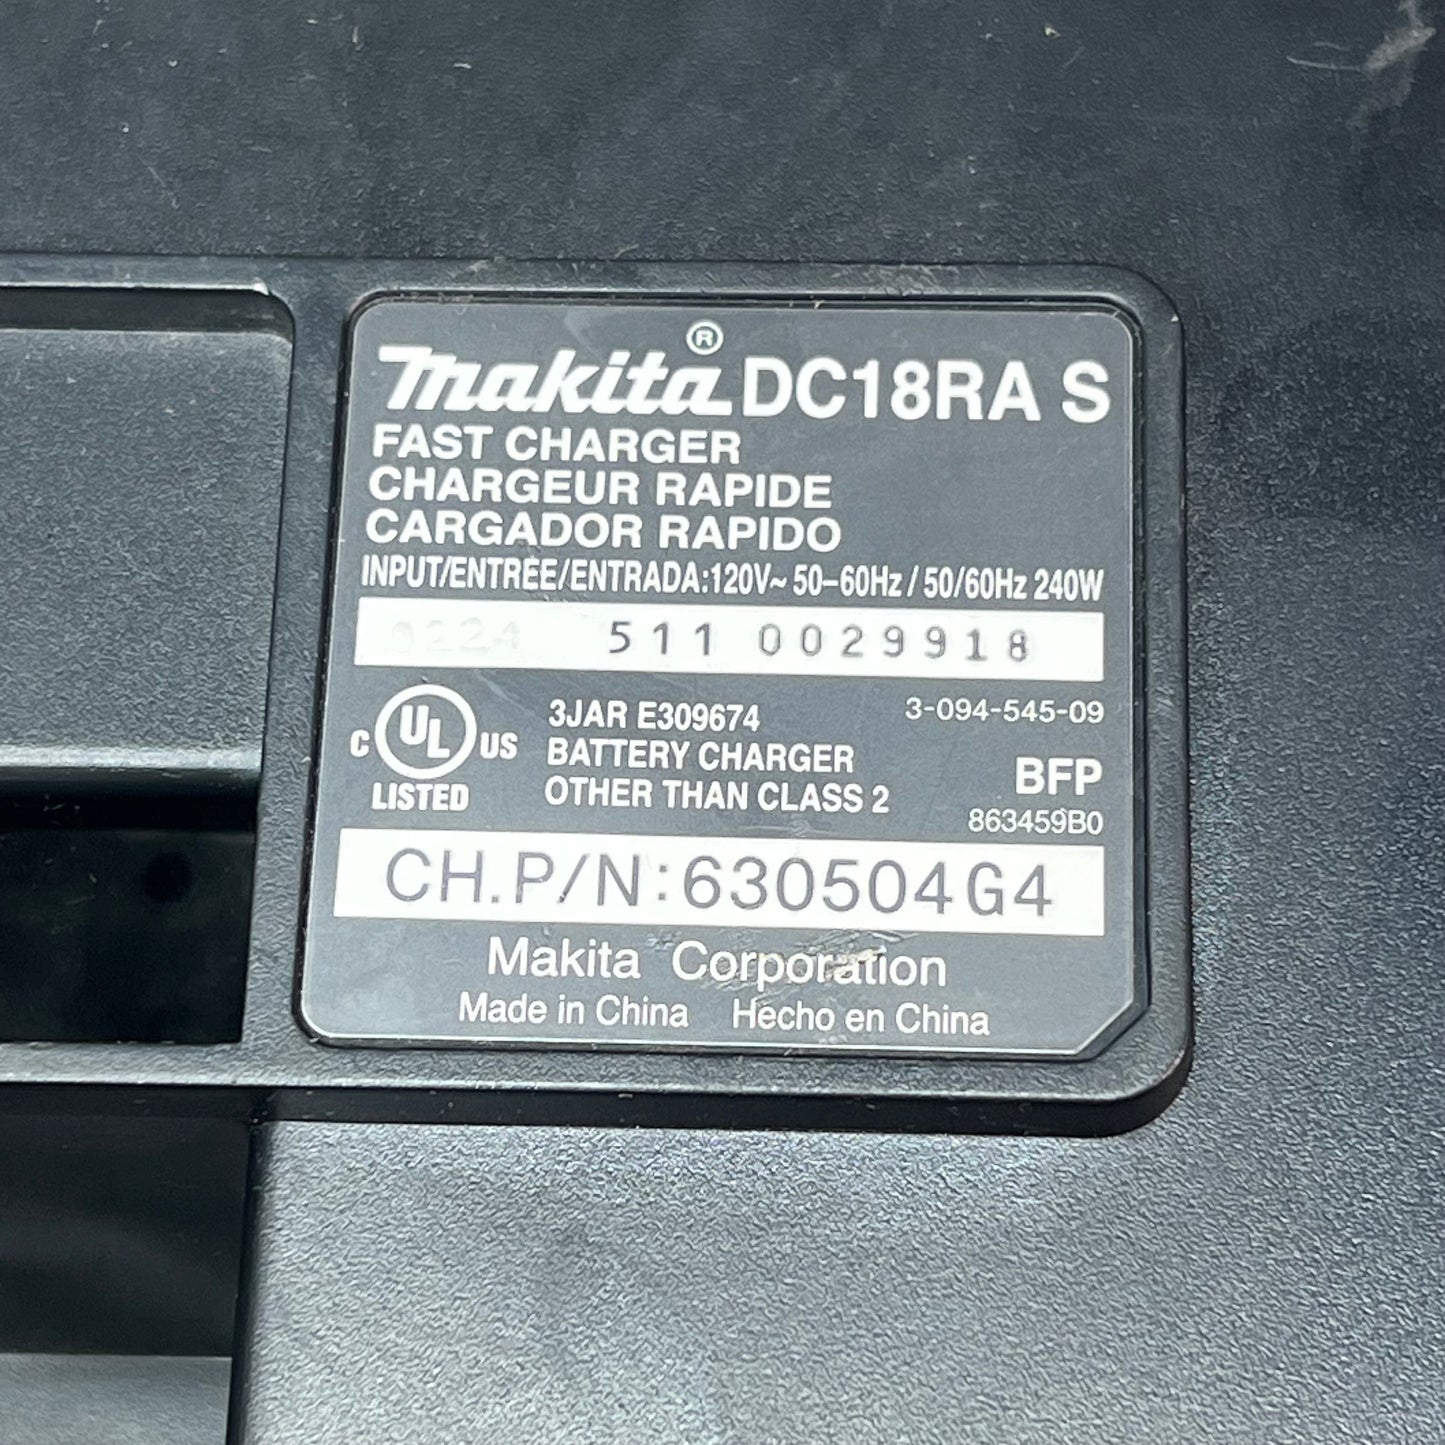 makita® DC18RA S
FAST CHARGER
CHARGEUR RAPIDE
CARGADOR RAPIDO
INPUT/ENTREE/ENTRADA:120V~ 50–60Hz / 50/60Hz 240W
511 0029918
C UL US LISTED
3JAR E309674
BATTERY CHARGER
OTHER THAN CLASS 2
3-094-545-09
BFP
863459B0
CH.P/N:630504G4
Makita Corporation
Made in China Hecho en China